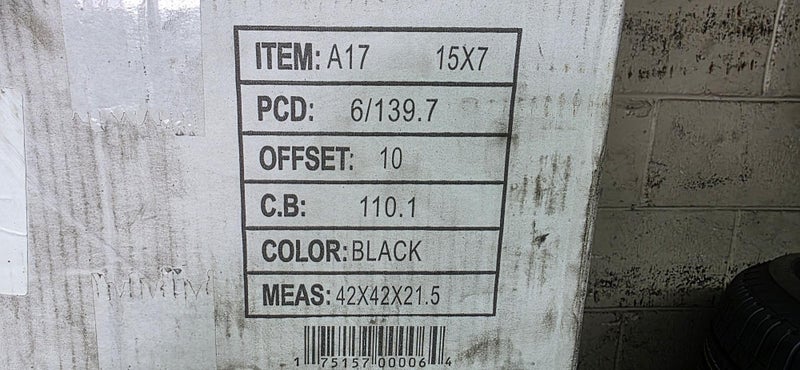 ITEM: A17 15X7
PCD: 6/139.7
OFFSET: 10
C.B: 110.1
COLOR: BLACK
MEAS: 42X42X21.5
1 75157 00006 4